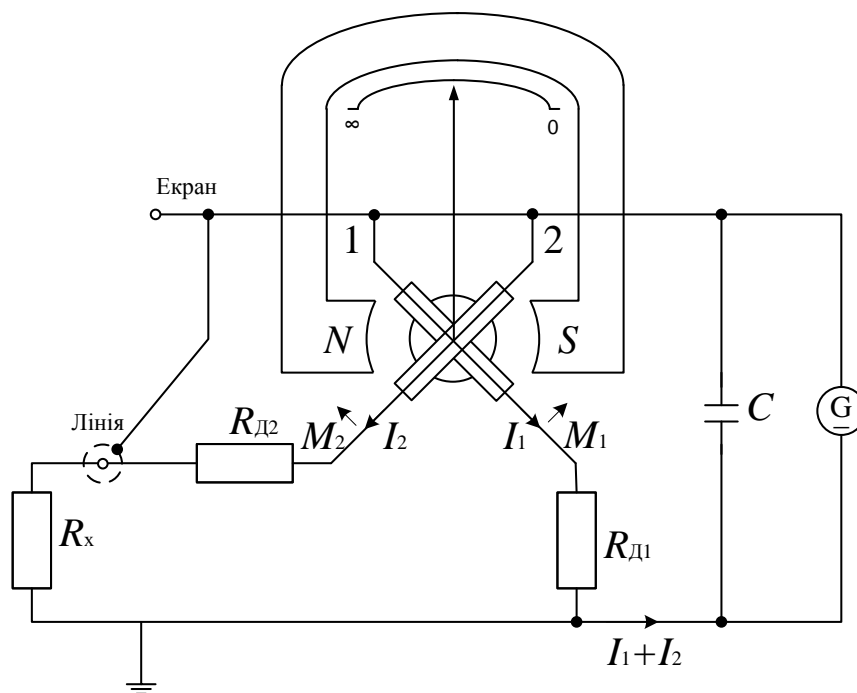 ∞ 0
Екран
1 2
N S
Лінія
RД2
M2 I2 I1 M1
C
G
Rx
RД1
I1+I2